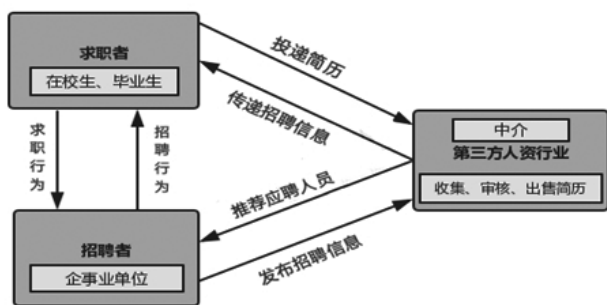 求职者
在校生、毕业生
投递简历
传递招聘信息
求职行为
招聘行为
中介
第三方人资行业
收集、审核、出售简历
推荐应聘人员
发布招聘信息
招聘者
企事业单位